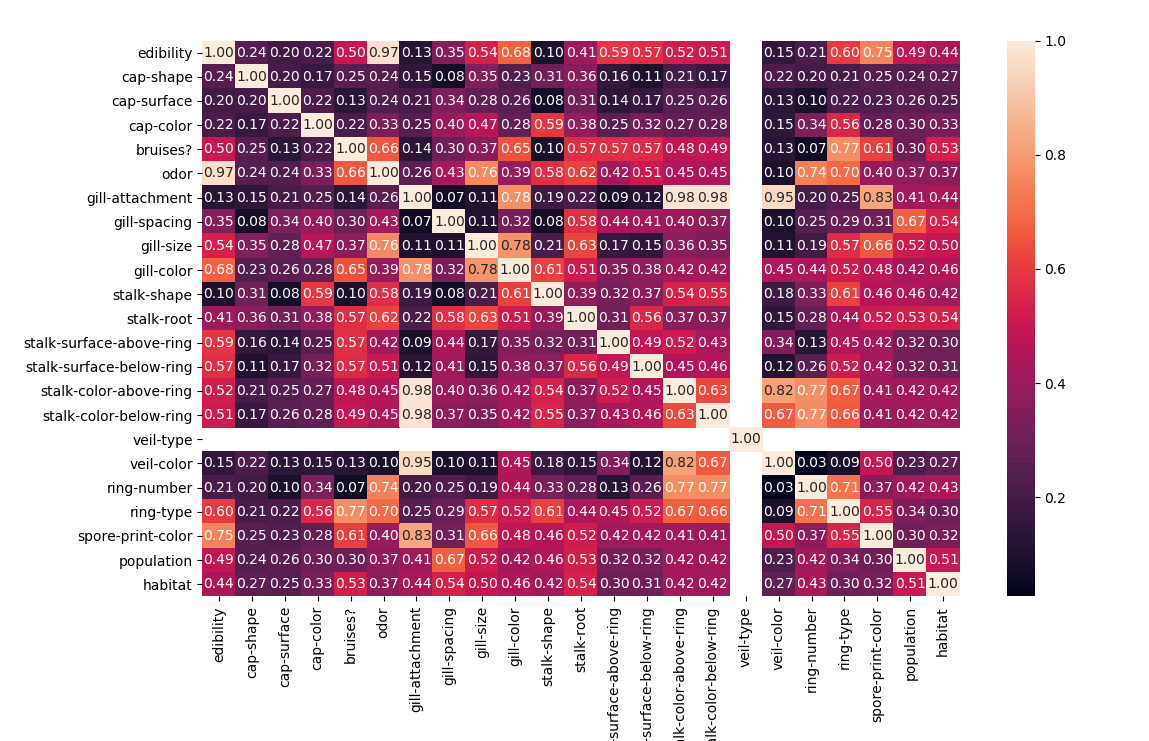 edibility 1.00 0.24 0.20 0.22 0.50 0.97 0.13 0.35 0.54 0.68 0.10 0.41 0.59 0.57 0.52 0.51 0.15 0.21 0.60 0.75 0.49 0.44
cap-shape 0.24 1.00 0.20 0.17 0.25 0.24 0.15 0.08 0.35 0.23 0.31 0.36 0.16 0.11 0.21 0.17 0.22 0.20 0.21 0.25 0.24 0.27
cap-surface 0.20 0.20 1.00 0.22 0.13 0.24 0.21 0.34 0.28 0.26 0.08 0.31 0.14 0.17 0.25 0.26 0.13 0.10 0.22 0.23 0.26 0.25
cap-color 0.22 0.17 0.22 1.00 0.22 0.33 0.25 0.40 0.47 0.28 0.59 0.38 0.25 0.32 0.27 0.28 0.15 0.34 0.56 0.28 0.30 0.33
bruises? 0.50 0.25 0.13 0.22 1.00 0.66 0.14 0.30 0.37 0.65 0.10 0.57 0.57 0.57 0.48 0.49 0.13 0.07 0.77 0.61 0.30 0.53
odor 0.97 0.24 0.24 0.33 0.66 1.00 0.26 0.43 0.76 0.39 0.58 0.62 0.42 0.51 0.45 0.45 0.10 0.74 0.70 0.40 0.37 0.37
gill-attachment 0.13 0.15 0.21 0.25 0.14 0.26 1.00 0.07 0.11 0.78 0.19 0.22 0.09 0.12 0.98 0.98 0.95 0.20 0.25 0.83 0.41 0.44
gill-spacing 0.35 0.08 0.34 0.40 0.30 0.43 0.07 1.00 0.11 0.32 0.08 0.58 0.44 0.41 0.40 0.37 0.10 0.25 0.29 0.31 0.67 0.54
gill-size 0.54 0.35 0.28 0.47 0.37 0.76 0.11 0.11 1.00 0.78 0.21 0.63 0.17 0.15 0.36 0.35 0.11 0.19 0.57 0.66 0.52 0.50
gill-color 0.68 0.23 0.26 0.28 0.65 0.39 0.78 0.32 0.78 1.00 0.61 0.51 0.35 0.38 0.42 0.42 0.45 0.44 0.52 0.48 0.42 0.46
stalk-shape 0.10 0.31 0.08 0.59 0.10 0.58 0.19 0.08 0.21 0.61 1.00 0.39 0.32 0.37 0.54 0.55 0.18 0.33 0.61 0.46 0.46 0.42
stalk-root 0.41 0.36 0.31 0.38 0.57 0.62 0.22 0.58 0.63 0.51 0.39 1.00 0.31 0.56 0.37 0.37 0.15 0.28 0.44 0.52 0.53 0.54
stalk-surface-above-ring 0.59 0.16 0.14 0.25 0.57 0.42 0.09 0.44 0.17 0.35 0.32 0.31 1.00 0.49 0.52 0.43 0.34 0.13 0.45 0.42 0.32 0.30
stalk-surface-below-ring 0.57 0.11 0.17 0.32 0.57 0.51 0.12 0.41 0.15 0.38 0.37 0.56 0.49 1.00 0.45 0.46 0.12 0.26 0.52 0.42 0.32 0.31
stalk-color-above-ring 0.52 0.21 0.25 0.27 0.48 0.45 0.98 0.40 0.36 0.42 0.54 0.37 0.52 0.45 1.00 0.63 0.82 0.77 0.67 0.41 0.42 0.42
stalk-color-below-ring 0.51 0.17 0.26 0.28 0.49 0.45 0.98 0.37 0.35 0.42 0.55 0.37 0.43 0.46 0.63 1.00 0.67 0.77 0.66 0.41 0.42 0.42
veil-type 1.00
veil-color 0.15 0.22 0.13 0.15 0.13 0.10 0.95 0.10 0.11 0.45 0.18 0.15 0.34 0.12 0.82 0.67 1.00 0.03 0.09 0.50 0.23 0.27
ring-number 0.21 0.20 0.10 0.34 0.07 0.74 0.20 0.25 0.19 0.44 0.33 0.28 0.13 0.26 0.77 0.77 0.03 1.00 0.71 0.37 0.42 0.43
ring-type 0.60 0.21 0.22 0.56 0.77 0.70 0.25 0.29 0.57 0.52 0.61 0.44 0.45 0.52 0.67 0.66 0.09 0.71 1.00 0.55 0.34 0.30
spore-print-color 0.75 0.25 0.23 0.28 0.61 0.40 0.83 0.31 0.66 0.48 0.46 0.52 0.42 0.42 0.41 0.41 0.50 0.37 0.55 1.00 0.30 0.32
population 0.49 0.24 0.26 0.30 0.30 0.37 0.41 0.67 0.52 0.42 0.46 0.53 0.32 0.32 0.42 0.42 0.23 0.42 0.34 0.30 1.00 0.51
habitat 0.44 0.27 0.25 0.33 0.53 0.37 0.44 0.54 0.50 0.46 0.42 0.54 0.30 0.31 0.42 0.42 0.27 0.43 0.30 0.32 0.51 1.00
edibility
cap-shape
cap-surface
cap-color
bruises?
odor
gill-attachment
gill-spacing
gill-size
gill-color
stalk-shape
stalk-root
-surface-above-ring
-surface-below-ring
alk-color-above-ring
alk-color-below-ring
veil-type
veil-color
ring-number
ring-type
spore-print-color
population
habitat
1.0
0.8
0.6
0.4
0.2